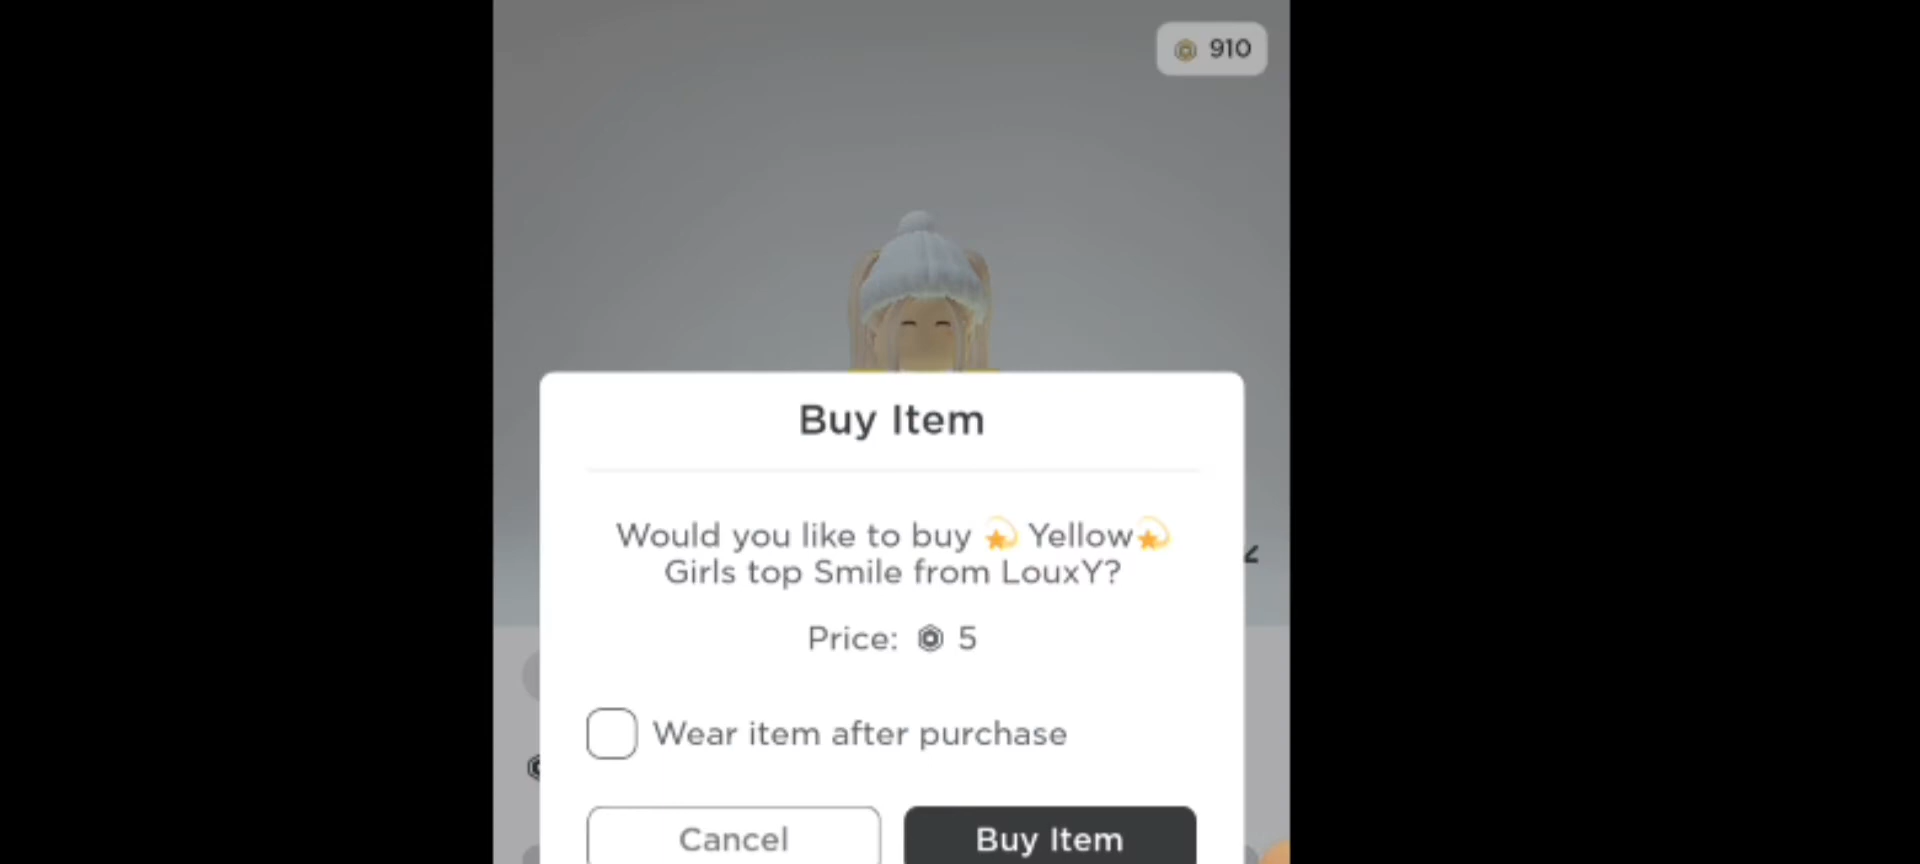 910
Buy Item
Would you like to buy 💫 Yellow💫
Girls top Smile from LouxY?
Price: 5
Wear item after purchase
Cancel
Buy Item